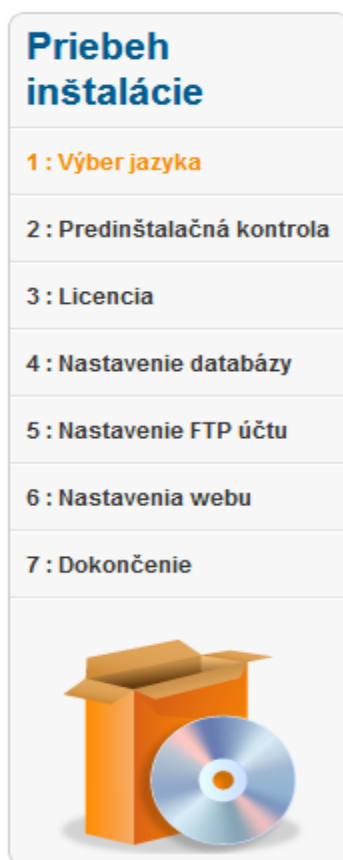 Priebeh
inštalácie
1 : Výber jazyka
2 : Predinštalačná kontrola
3 : Licencia
4 : Nastavenie databázy
5 : Nastavenie FTP účtu
6 : Nastavenia webu
7 : Dokončenie